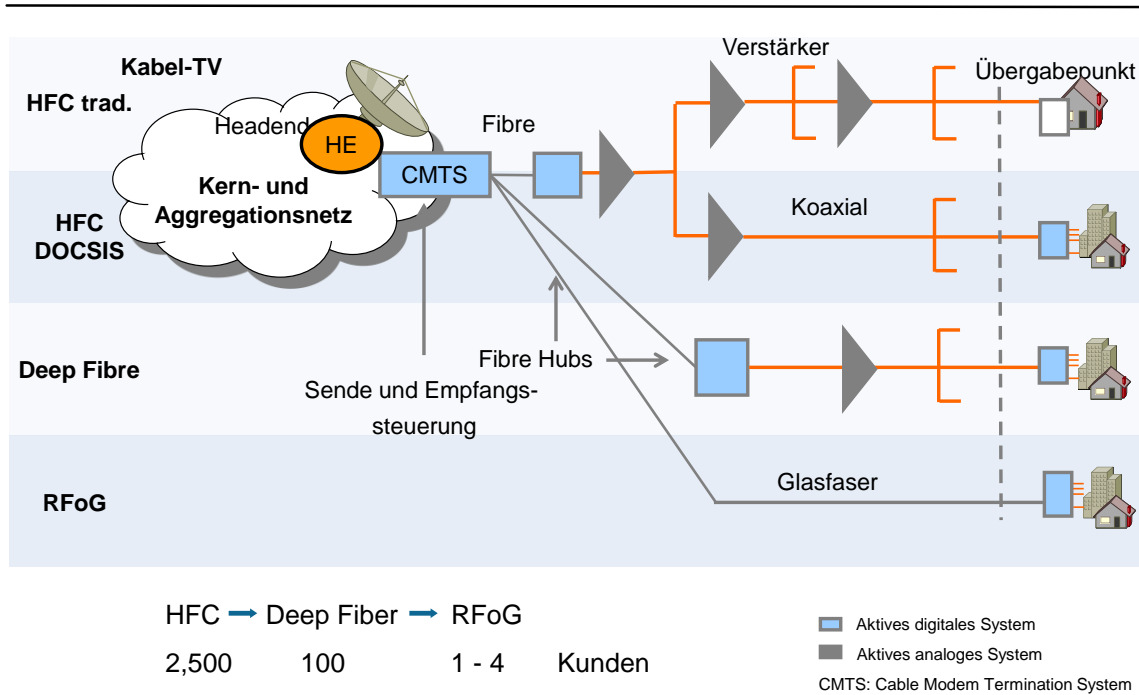 Verstärker
Kabel-TV
Übergabepunkt
HFC trad.
Headend
Fibre
HE
CMTS
Kern- und
Aggregationsnetz
Koaxial
HFC
DOCSIS
Fibre Hubs
Deep Fibre
Sende und Empfangs-
steuerung
Glasfaser
RFoG
HFC Deep Fiber RFoG
2,500 100 1 - 4 Kunden
Aktives digitales System
Aktives analoges System
CMTS: Cable Modem Termination System